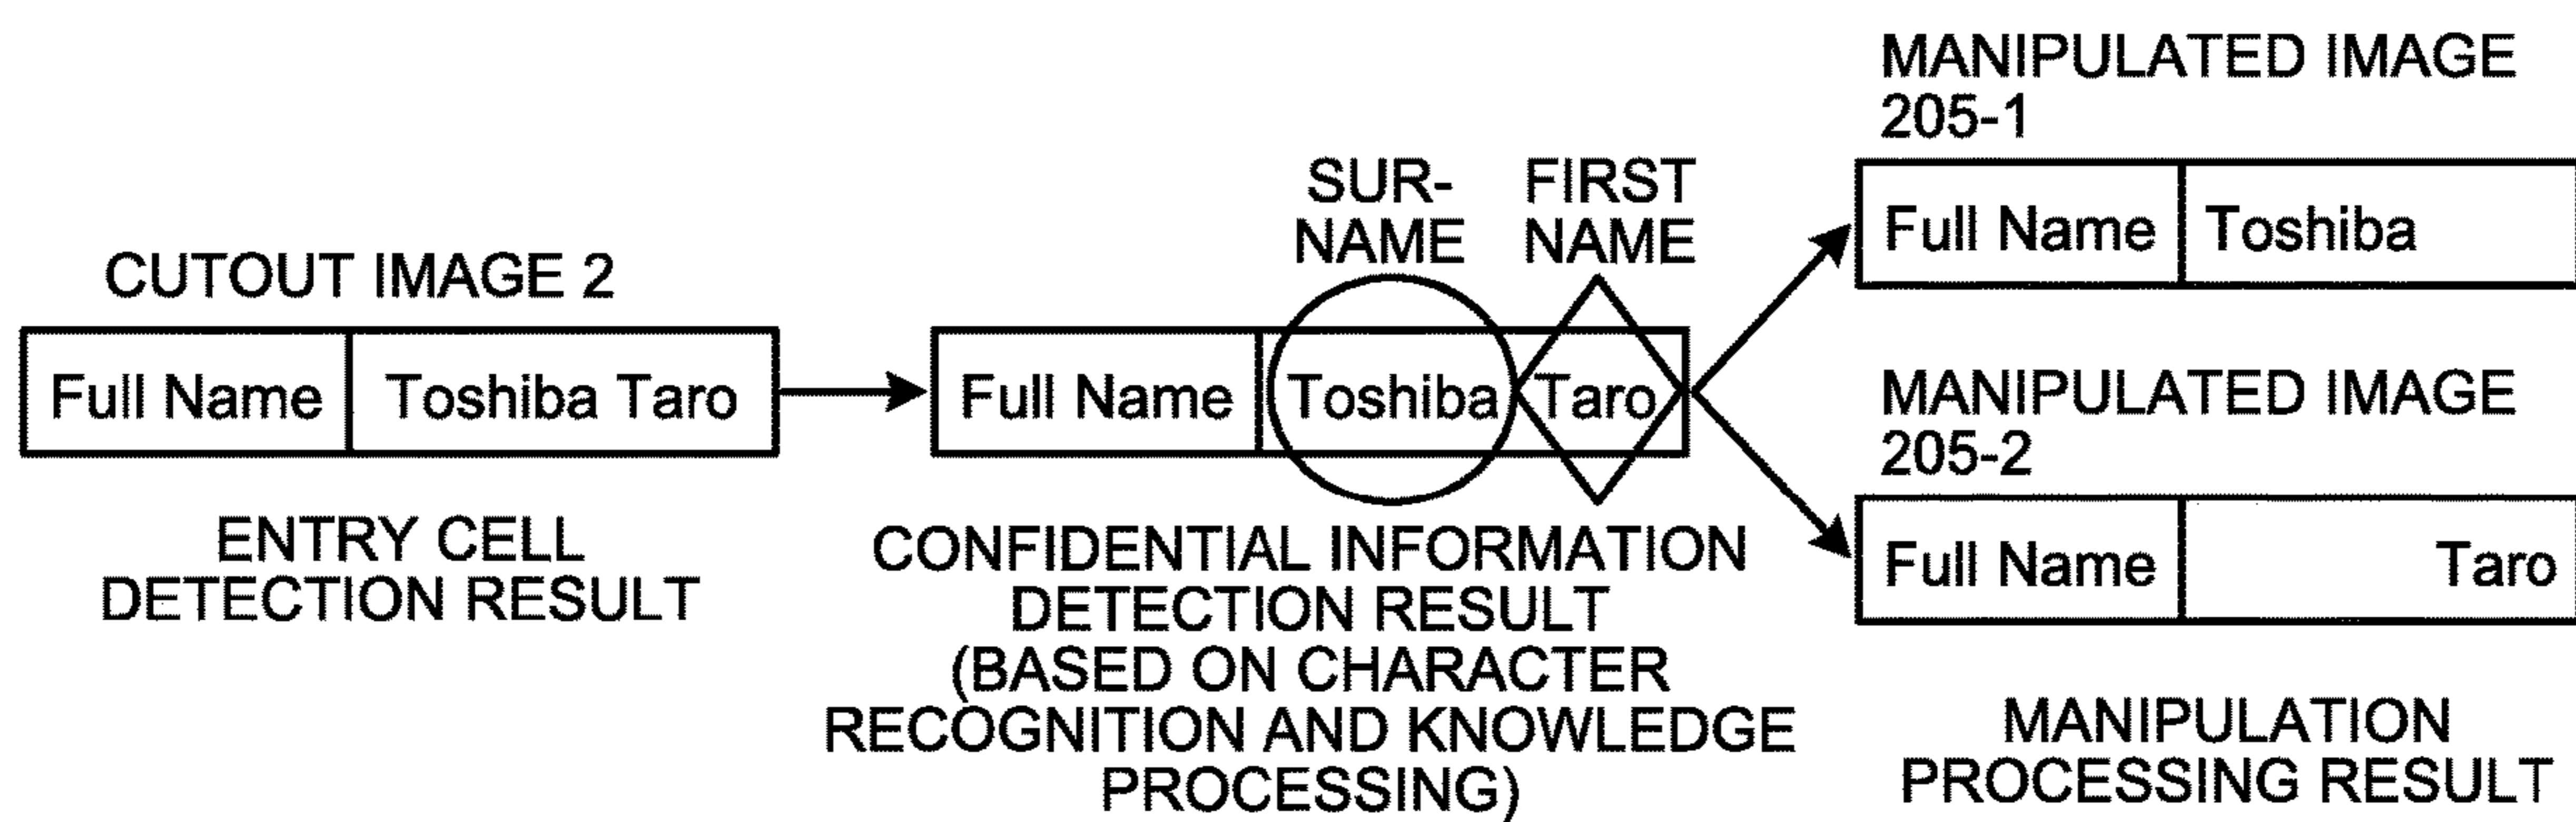 CUTOUT IMAGE 2
Full Name Toshiba Taro
ENTRY CELL
DETECTION RESULT
SUR-
NAME
FIRST
NAME
Full Name Toshiba Taro
CONFIDENTIAL INFORMATION
DETECTION RESULT
(BASED ON CHARACTER
RECOGNITION AND KNOWLEDGE
PROCESSING)
MANIPULATED IMAGE
205-1
Full Name Toshiba
MANIPULATED IMAGE
205-2
Full Name Taro
MANIPULATION
PROCESSING RESULT